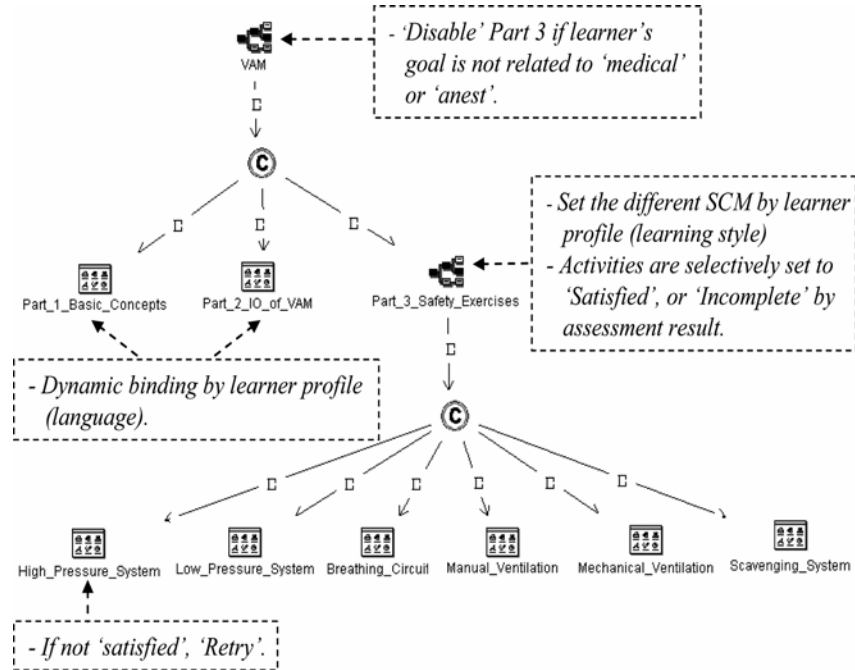 - 'Disable' Part 3 if learner's
goal is not related to 'medical'
or 'anest'.
VAM
C
- Set the different SCM by learner
profile (learning style)
- Activities are selectively set to
'Satisfied', or 'Incomplete' by
assessment result.
Part_1_Basic_Concepts
Part_2_IO_of_VAM
Part_3_Safety_Exercises
- Dynamic binding by learner profile
(language).
C
High_Pressure_System
Low_Pressure_System
Breathing_Circuit
Manual_Ventilation
Mechanical_Ventilation
Scavenging_System
- If not 'satisfied', 'Retry'.